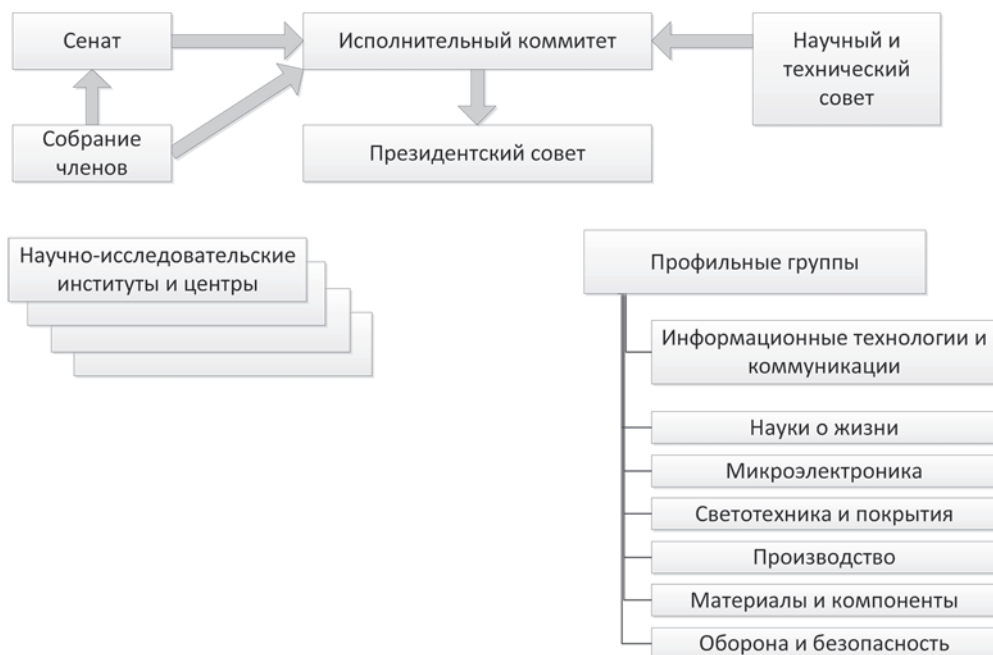 Сенат
Исполнительный коммитет
Научный и
технический
совет
Собрание
членов
Президентский совет
Научно-исследовательские
институты и центры
Профильные группы
Информационные технологии и
коммуникации
Науки о жизни
Микроэлектроника
Светотехника и покрытия
Производство
Материалы и компоненты
Оборона и безопасность